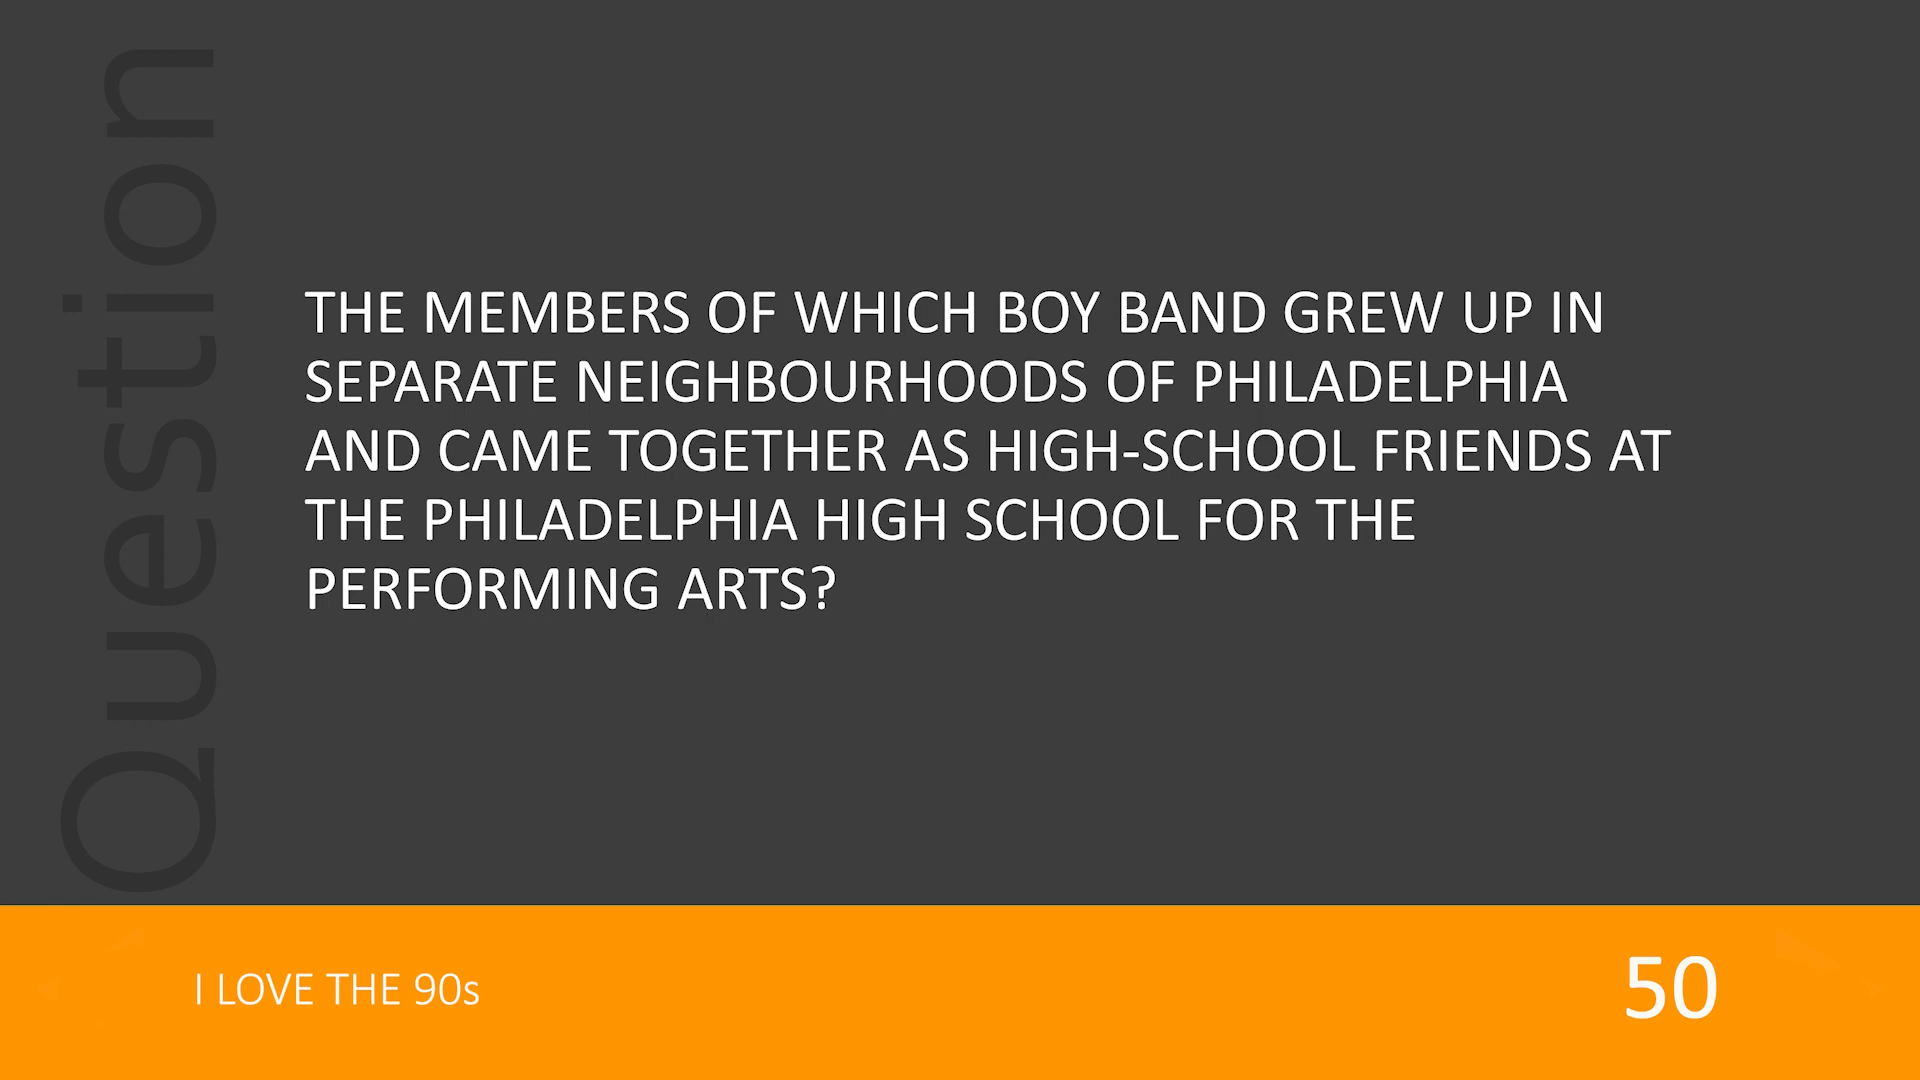 Question
THE MEMBERS OF WHICH BOY BAND GREW UP IN
SEPARATE NEIGHBOURHOODS OF PHILADELPHIA
AND CAME TOGETHER AS HIGH-SCHOOL FRIENDS AT
THE PHILADELPHIA HIGH SCHOOL FOR THE
PERFORMING ARTS?
I LOVE THE 90s
50